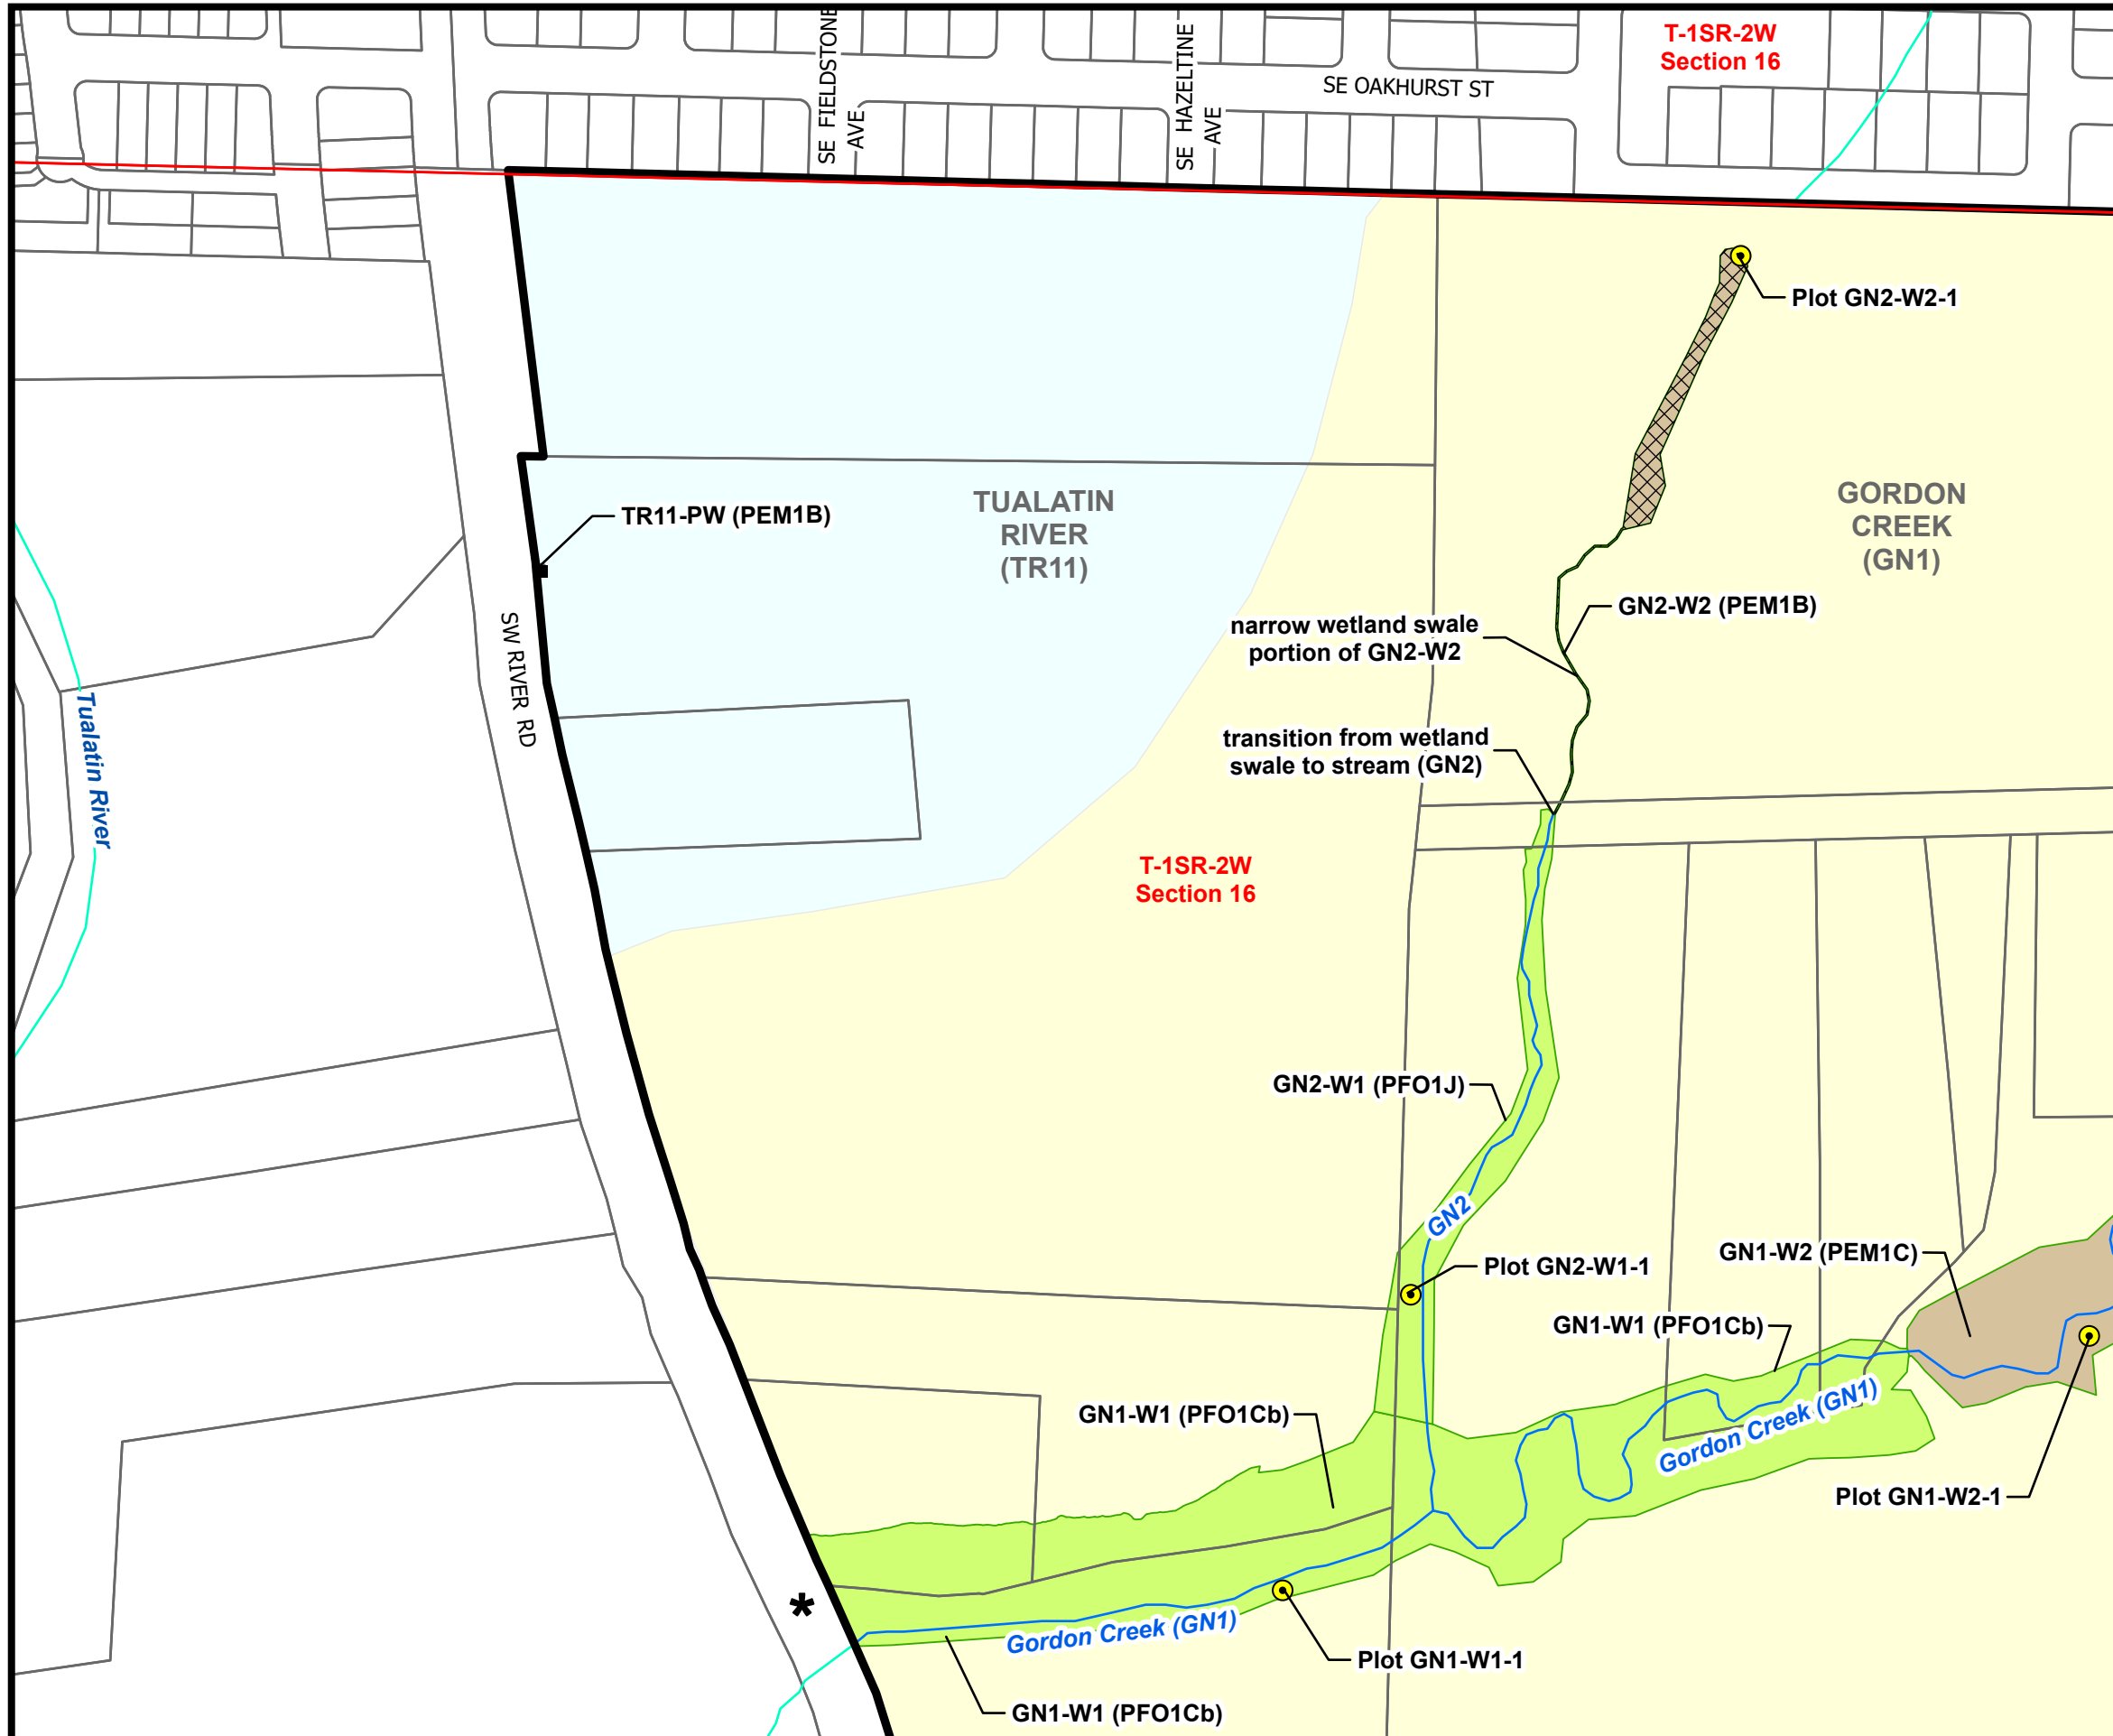 T-1SR-2W
Section 16
SE FIELDSTONE
AVE
SE HAZELTINE
AVE
SE OAKHURST ST
Plot GN2-W2-1
TUALATIN
RIVER
(TR11)
GORDON
CREEK
(GN1)
TR11-PW (PEM1B)
GN2-W2 (PEM1B)
narrow wetland swale
portion of GN2-W2
SW RIVER RD
Tualatin River
transition from wetland
swale to stream (GN2)
T-1SR-2W
Section 16
GN2-W1 (PFO1J)
GN2
Plot GN2-W1-1
GN1-W2 (PEM1C)
GN1-W1 (PFO1Cb)
GN1-W1 (PFO1Cb)
Gordon Creek (GN1)
Plot GN1-W2-1
*
Gordon Creek (GN1)
Plot GN1-W1-1
GN1-W1 (PFO1Cb)